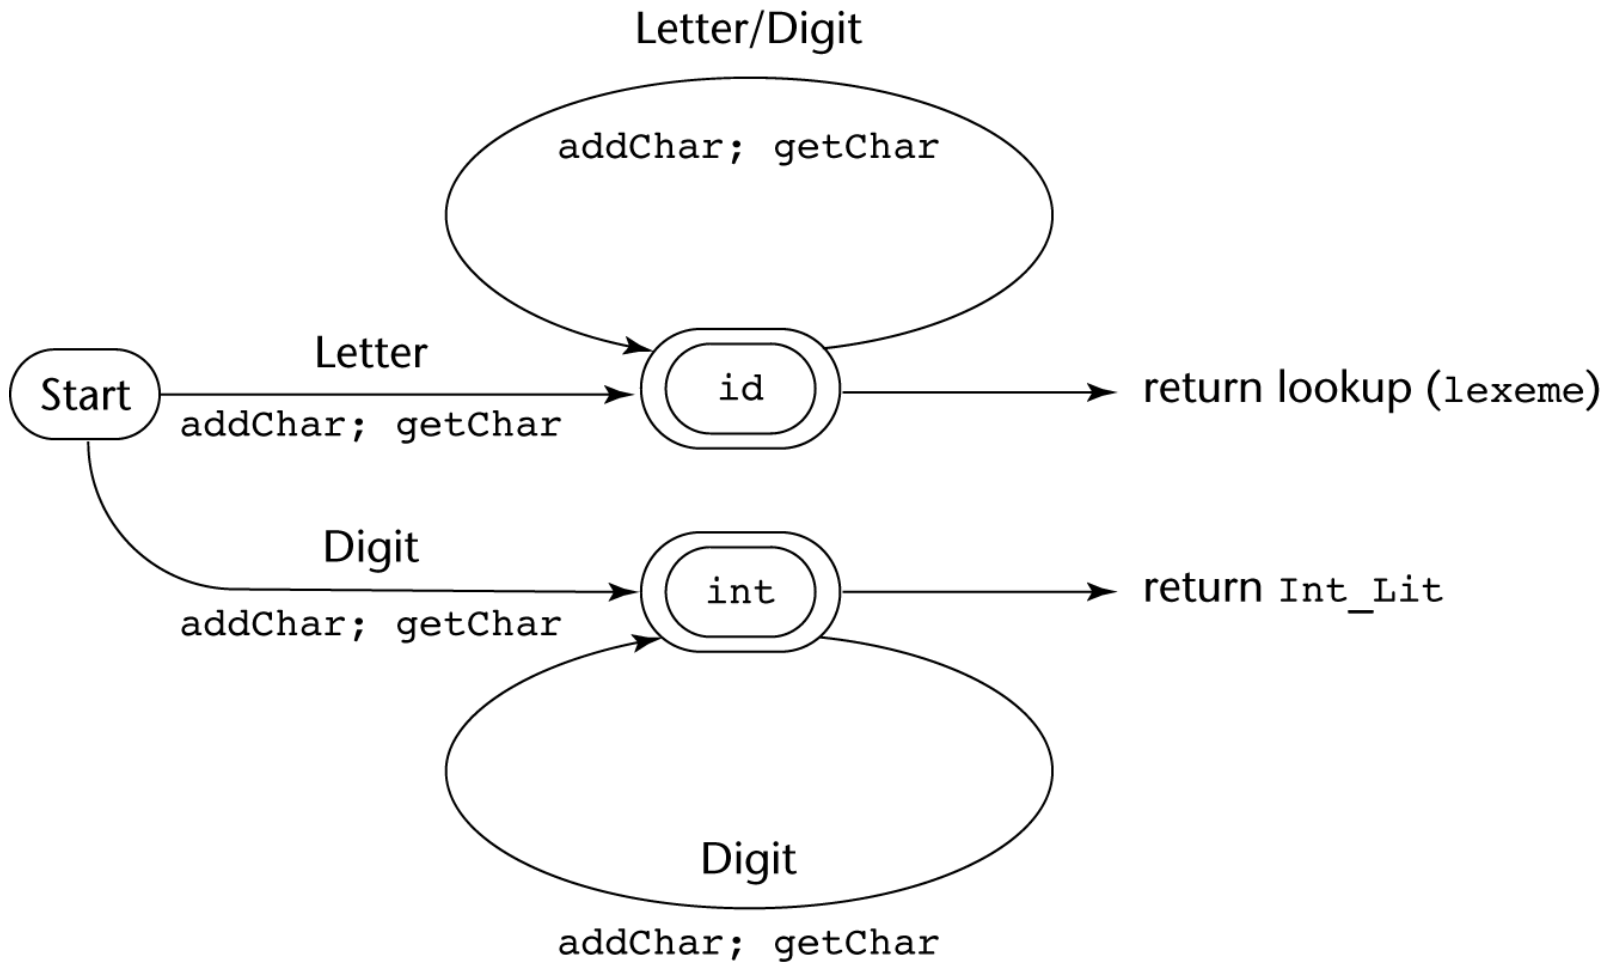 Letter/Digit
addChar; getChar
Letter
Start
id
return lookup (lexeme)
addChar; getChar
Digit
int
return Int_Lit
addChar; getChar
Digit
addChar; getChar